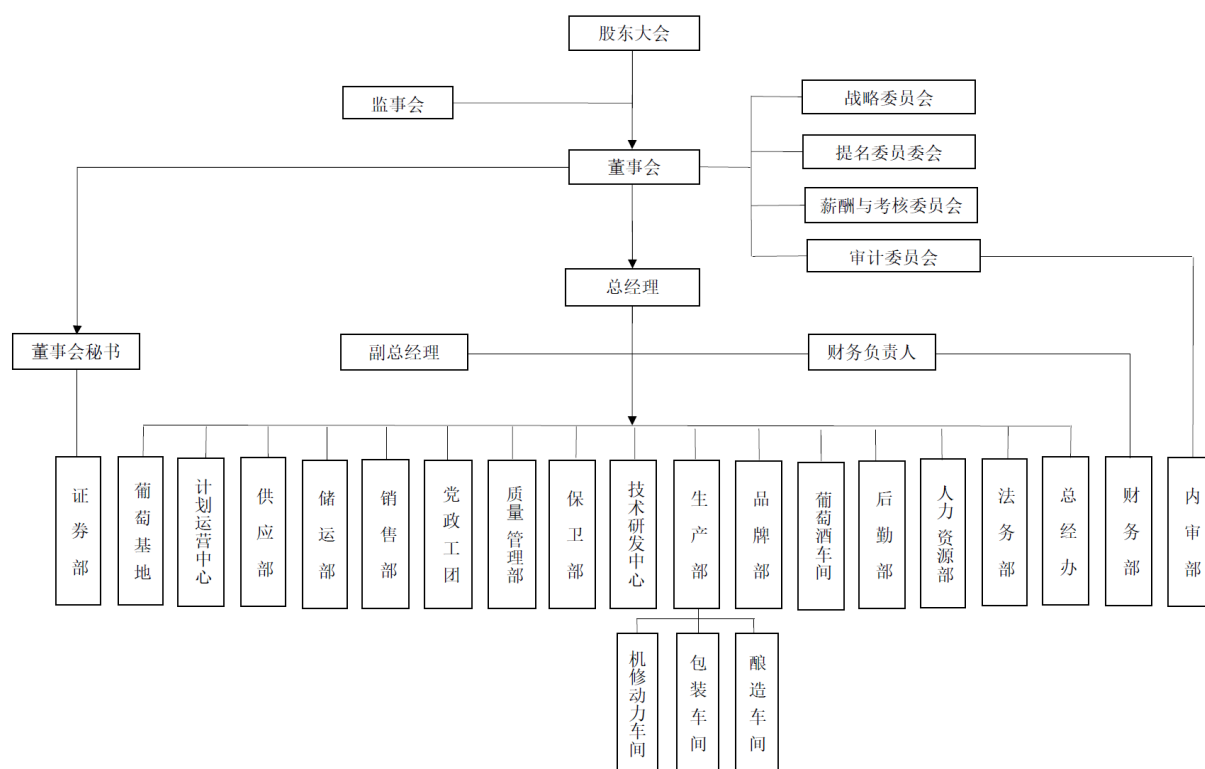 股东大会
监事会
战略委员会
提名委员委会
董事会
薪酬与考核委员会
审计委员会
总经理
董事会秘书
副总经理
财务负责人
证券部
葡萄基地
计划运营中心
供应部
储运部
销售部
党政工团
质量管理部
保卫部
技术研发中心
生产部
品牌部
葡萄酒车间
后勤部
人力资源部
法务部
总经办
财务部
内审部
机修动力车间
包装车间
酿造车间